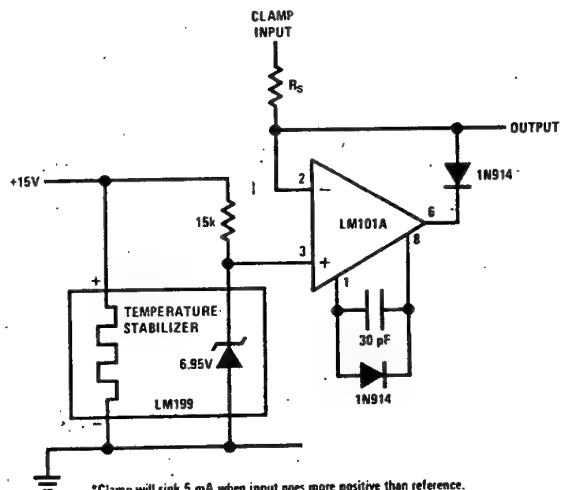 CLAMP
INPUT
RS
OUTPUT
+15V
2
1N914
15k
−
LM101A
6
8
3
+
1
+
TEMPERATURE
STABILIZER
30 pF
6.95V
1N914
LM199
−
*Clamp will sink 5 mA when input goes more positive than reference.